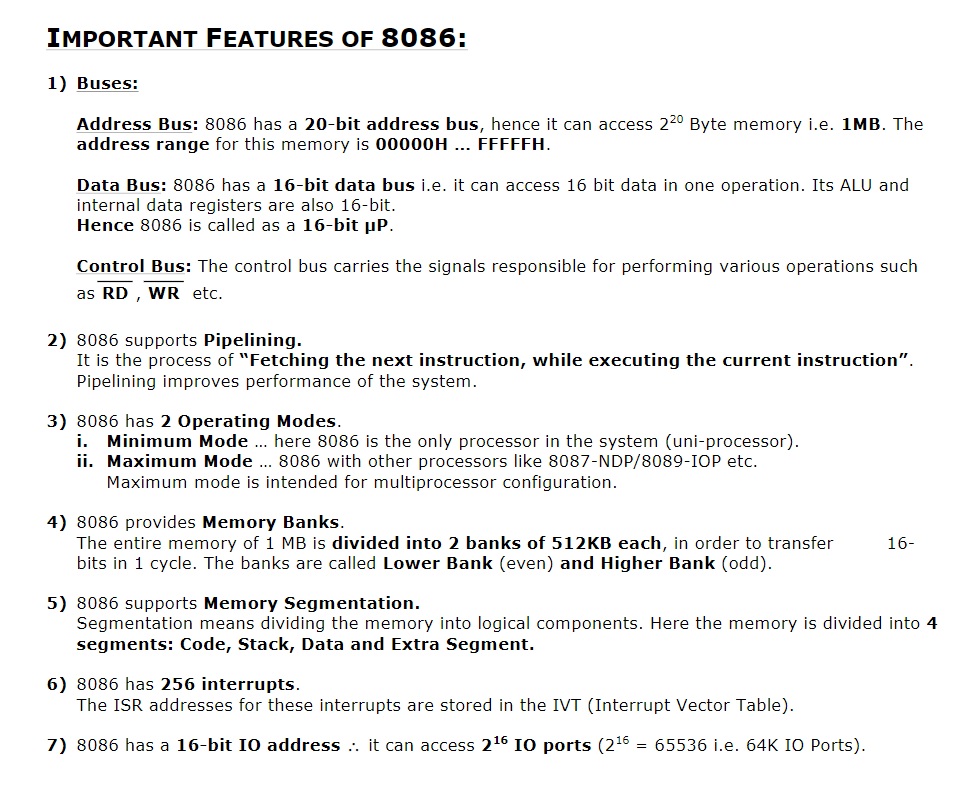 IMPORTANT FEATURES OF 8086:
1) Buses:
Address Bus: 8086 has a 20-bit address bus, hence it can access 2²⁰ Byte memory i.e. 1MB. The
address range for this memory is 00000H ... FFFFFH.
Data Bus: 8086 has a 16-bit data bus i.e. it can access 16 bit data in one operation. Its ALU and
internal data registers are also 16-bit.
Hence 8086 is called as a 16-bit μP.
Control Bus: The control bus carries the signals responsible for performing various operations such
as R̅D̅ , W̅R̅ etc.
2) 8086 supports Pipelining.
It is the process of “Fetching the next instruction, while executing the current instruction”.
Pipelining improves performance of the system.
3) 8086 has 2 Operating Modes.
i. Minimum Mode ... here 8086 is the only processor in the system (uni-processor).
ii. Maximum Mode ... 8086 with other processors like 8087-NDP/8089-IOP etc.
Maximum mode is intended for multiprocessor configuration.
4) 8086 provides Memory Banks.
The entire memory of 1 MB is divided into 2 banks of 512KB each, in order to transfer 16-
bits in 1 cycle. The banks are called Lower Bank (even) and Higher Bank (odd).
5) 8086 supports Memory Segmentation.
Segmentation means dividing the memory into logical components. Here the memory is divided into 4
segments: Code, Stack, Data and Extra Segment.
6) 8086 has 256 interrupts.
The ISR addresses for these interrupts are stored in the IVT (Interrupt Vector Table).
7) 8086 has a 16-bit IO address ∴ it can access 2¹⁶ IO ports (2¹⁶ = 65536 i.e. 64K IO Ports).